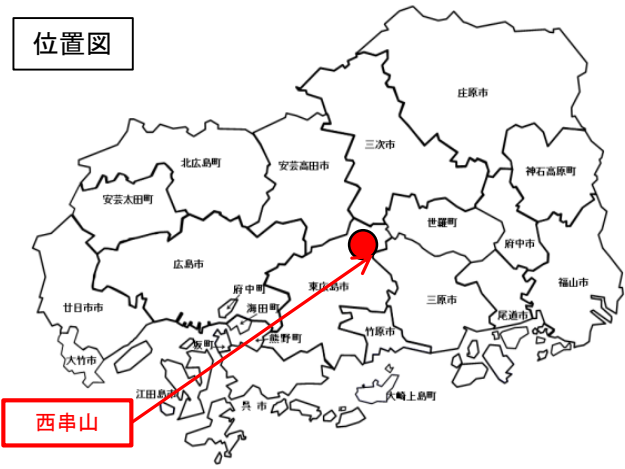 位置図
庄原市
三次市
北広島町
安芸高田市
神石高原町
安芸太田町
世羅町
府中市
広島市
福山市
府中町
東広島市
三原市
廿日市市
海田町
尾道市
坂町
熊野町
竹原市
大竹市
江田島市
呉市
大崎上島町
西串山